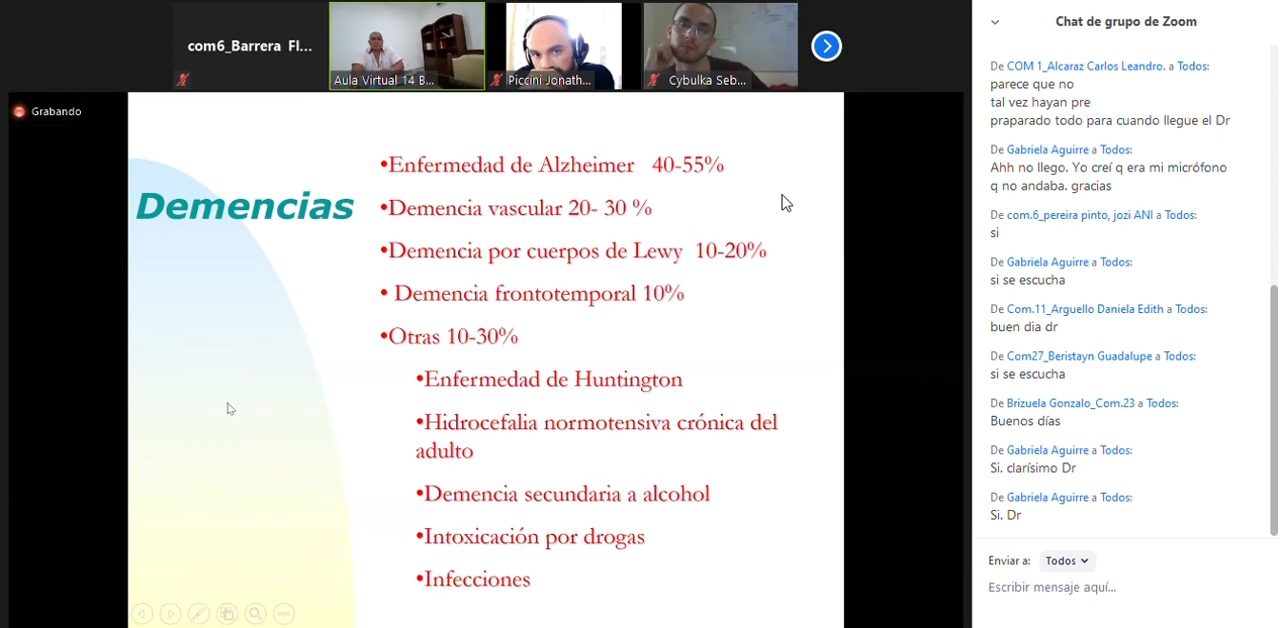 com6_Barrera Fl...
Aula Virtual 14 B...
Piccini Jonath...
Cybulka Seb...
Grabando
Demencias
•Enfermedad de Alzheimer 40-55%
•Demencia vascular 20- 30 %
•Demencia por cuerpos de Lewy 10-20%
• Demencia frontotemporal 10%
•Otras 10-30%
•Enfermedad de Huntington
•Hidrocefalia normotensiva crónica del
adulto
•Demencia secundaria a alcohol
•Intoxicación por drogas
•Infecciones
Chat de grupo de Zoom
De COM 1_Alcaraz Carlos Leandro. a Todos:
parece que no
tal vez hayan pre
praparado todo para cuando llegue el Dr
De Gabriela Aguirre a Todos:
Ahh no llego. Yo creí q era mi micrófono
q no andaba. gracias
De com.6_pereira pinto, jozi ANI a Todos:
si
De Gabriela Aguirre a Todos:
si se escucha
De Com.11_Arguello Daniela Edith a Todos:
buen dia dr
De Com27_Beristayn Guadalupe a Todos:
si se escucha
De Brizuela Gonzalo_Com.23 a Todos:
Buenos días
De Gabriela Aguirre a Todos:
Si. clarísimo Dr
De Gabriela Aguirre a Todos:
Si. Dr
Enviar a: Todos
Escribir mensaje aquí...